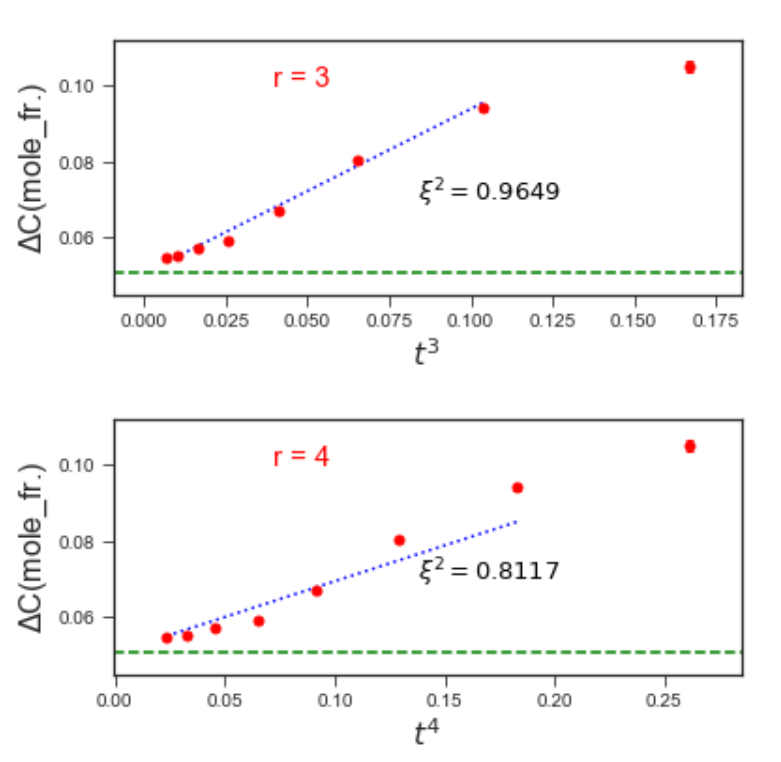 r = 3
0.10
0.08
0.06
ΔC(mole_fr.)
ξ² = 0.9649
0.000 0.025 0.050 0.075 0.100 0.125 0.150 0.175
t³
r = 4
0.10
0.08
0.06
ΔC(mole_fr.)
ξ² = 0.8117
0.00 0.05 0.10 0.15 0.20 0.25
t⁴